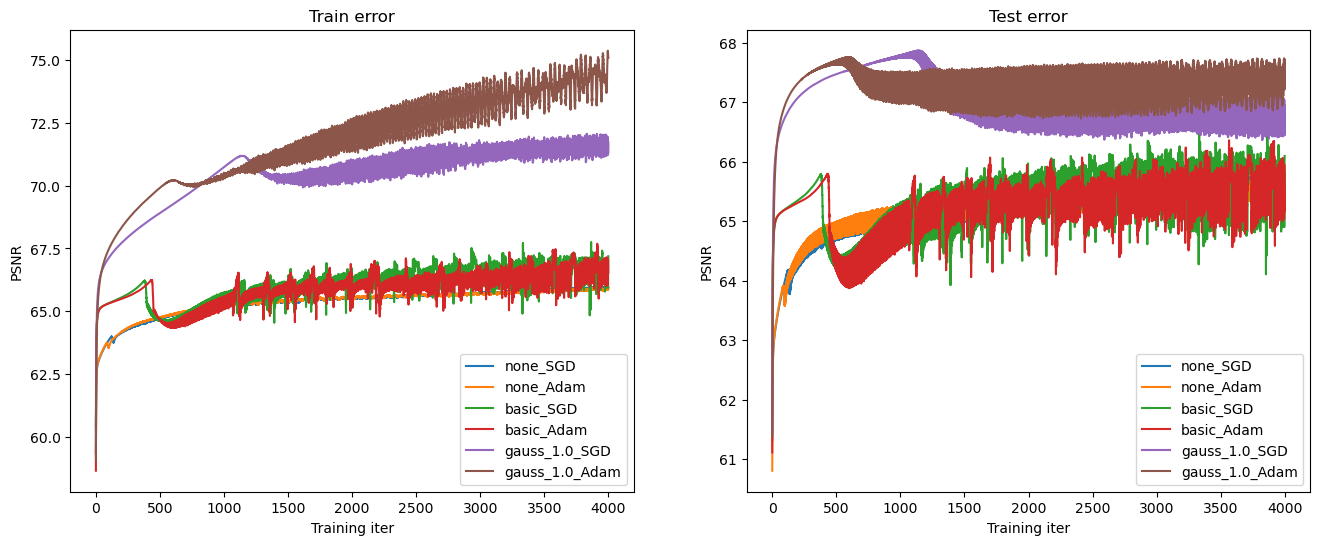 Train error
PSNR
75.0
72.5
70.0
67.5
65.0
62.5
60.0
0 500 1000 1500 2000 2500 3000 3500 4000
Training iter
none_SGD
none_Adam
basic_SGD
basic_Adam
gauss_1.0_SGD
gauss_1.0_Adam
Test error
PSNR
68
67
66
65
64
63
62
61
0 500 1000 1500 2000 2500 3000 3500 4000
Training iter
none_SGD
none_Adam
basic_SGD
basic_Adam
gauss_1.0_SGD
gauss_1.0_Adam